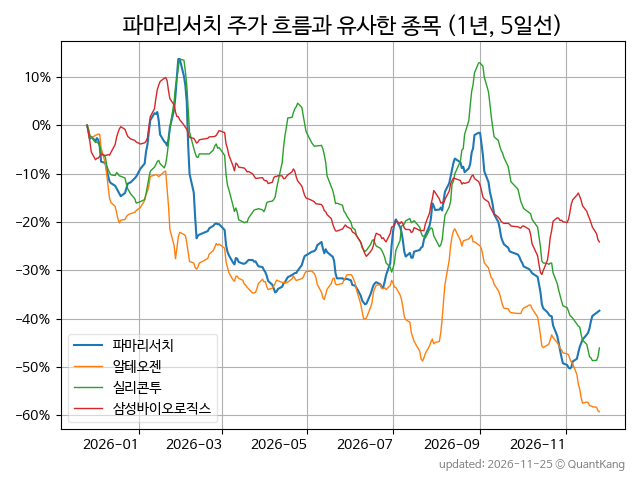 파마리서치 주가 흐름과 유사한 종목 (1년, 5일선)
10%
0%
−10%
−20%
−30%
−40%
−50%
−60%
파마리서치
알테오젠
실리콘투
삼성바이오로직스
2026-01
2026-03
2026-05
2026-07
2026-09
2026-11
updated: 2026-11-25 © QuantKang